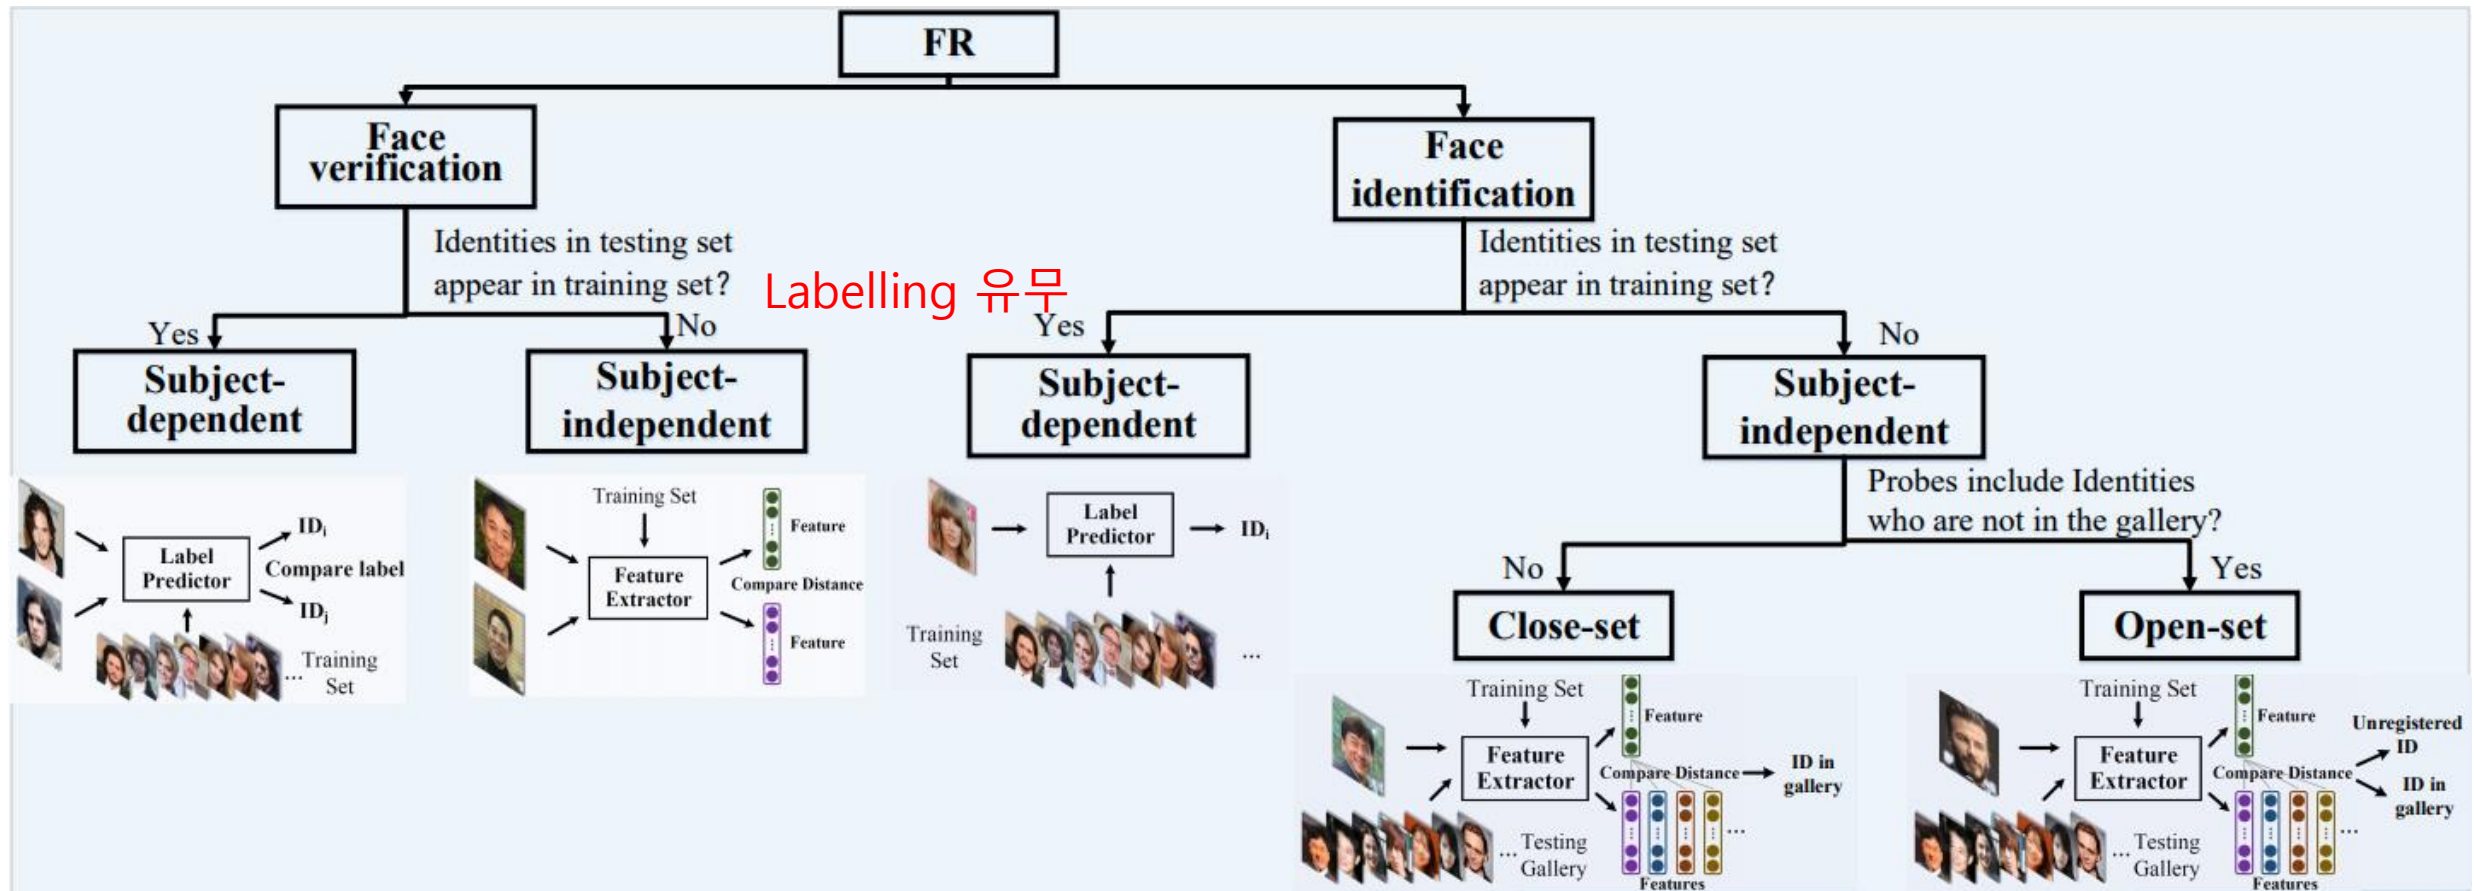 FR
Face
verification
Face
identification
Identities in testing set
appear in training set?
Labelling 유무
Identities in testing set
appear in training set?
Yes
No
Yes
No
Subject-
dependent
Subject-
independent
Subject-
dependent
Subject-
independent
Probes include Identities
who are not in the gallery?
No
Yes
Close-set
Open-set
Label
Predictor
IDi
Compare label
IDj
... Training
Set
Training Set
Feature
Extractor
Feature
Compare Distance
Feature
Label
Predictor
IDi
Training
Set
...
Training Set
Feature
Extractor
Feature
Compare Distance
ID in
gallery
... Testing
Gallery
...
Features
Training Set
Feature
Extractor
Feature
Compare Distance
Unregistered
ID
ID in
gallery
... Testing
Gallery
...
Features